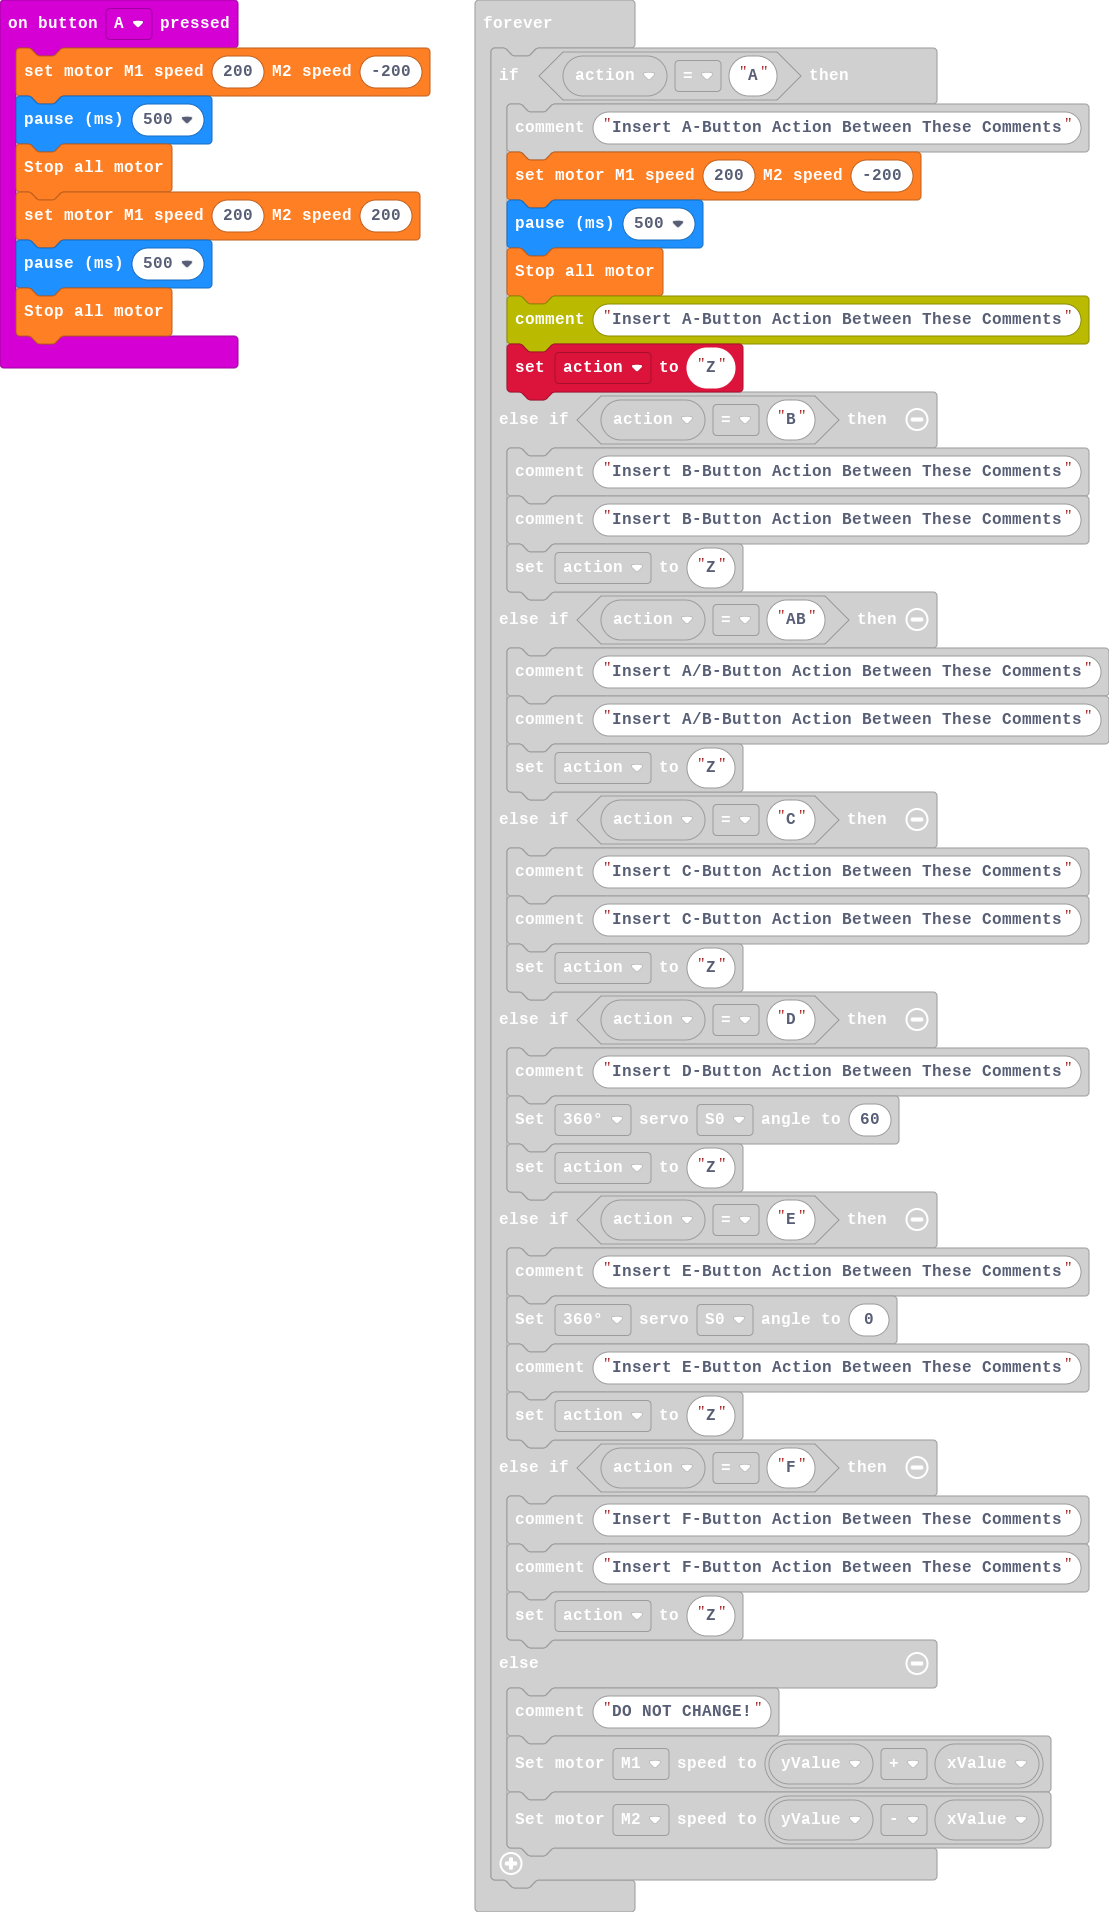 on button A pressed
set motor M1 speed 200 M2 speed -200
pause (ms) 500
Stop all motor
set motor M1 speed 200 M2 speed 200
pause (ms) 500
Stop all motor
forever
if action = "A" then
comment "Insert A-Button Action Between These Comments"
set motor M1 speed 200 M2 speed -200
pause (ms) 500
Stop all motor
comment "Insert A-Button Action Between These Comments"
set action to "Z"
else if action = "B" then
comment "Insert B-Button Action Between These Comments"
comment "Insert B-Button Action Between These Comments"
set action to "Z"
else if action = "AB" then
comment "Insert A/B-Button Action Between These Comments"
comment "Insert A/B-Button Action Between These Comments"
set action to "Z"
else if action = "C" then
comment "Insert C-Button Action Between These Comments"
comment "Insert C-Button Action Between These Comments"
set action to "Z"
else if action = "D" then
comment "Insert D-Button Action Between These Comments"
Set 360° servo S0 angle to 60
set action to "Z"
else if action = "E" then
comment "Insert E-Button Action Between These Comments"
Set 360° servo S0 angle to 0
comment "Insert E-Button Action Between These Comments"
set action to "Z"
else if action = "F" then
comment "Insert F-Button Action Between These Comments"
comment "Insert F-Button Action Between These Comments"
set action to "Z"
else
comment "DO NOT CHANGE!"
Set motor M1 speed to yValue + xValue
Set motor M2 speed to yValue - xValue